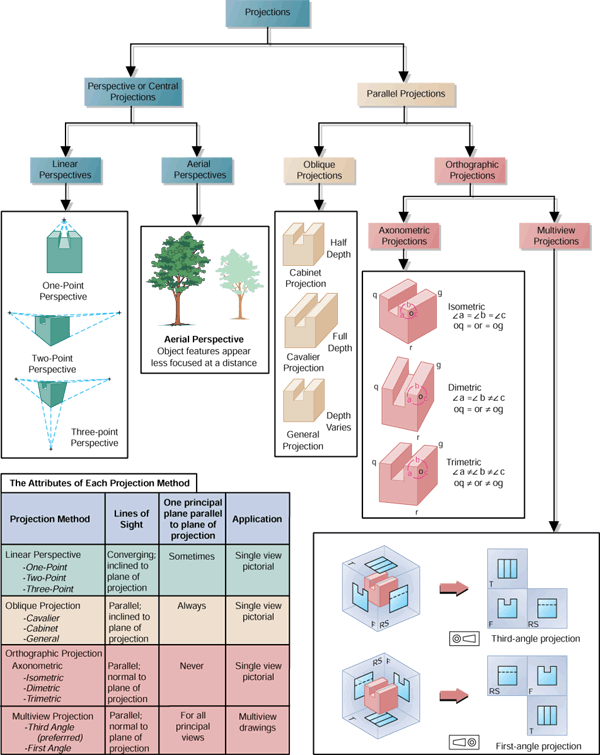 Projections
Perspective or Central
Projections
Parallel Projections
Linear
Perspectives
Aerial
Perspectives
Oblique
Projections
Orthographic
Projections
Axonometric
Projections
Multiview
Projections
One-Point
Perspective
Two-Point
Perspective
Three-point
Perspective
Aerial Perspective
Object features appear
less focused at a distance
Half
Depth
Cabinet
Projection
Full
Depth
Cavalier
Projection
Depth
Varies
General
Projection
q
g
b
a
o
c
r
Isometric
∠a = ∠b = ∠c
oq = or = og
q
g
b
a
o
c
r
Dimetric
∠a = ∠b ≠ ∠c
oq = or ≠ og
q
g
b
a
o
c
r
Trimetric
∠a ≠ ∠b ≠ ∠c
oq ≠ or ≠ og
The Attributes of Each Projection Method
Projection Method
Lines of
Sight
One principal
plane parallel
to plane of
projection
Application
Linear Perspective
-One-Point
-Two-Point
-Three-Point
Converging;
inclined to
plane of
projection
Sometimes
Single view
pictorial
Oblique Projection
-Cavalier
-Cabinet
-General
Parallel;
inclined to
plane of
projection
Always
Single view
pictorial
Orthographic Projection
Axonometric
-Isometric
-Dimetric
-Trimetric
Parallel;
normal to
plane of
projection
Never
Single view
pictorial
Multiview Projection
-Third Angle
(preferrred)
-First Angle
Parallel;
normal to
plane of
projection
For all
principal
views
Multiview
drawings
T
F
RS
T
F
RS
Third-angle projection
RS
F
T
RS
F
T
First-angle projection